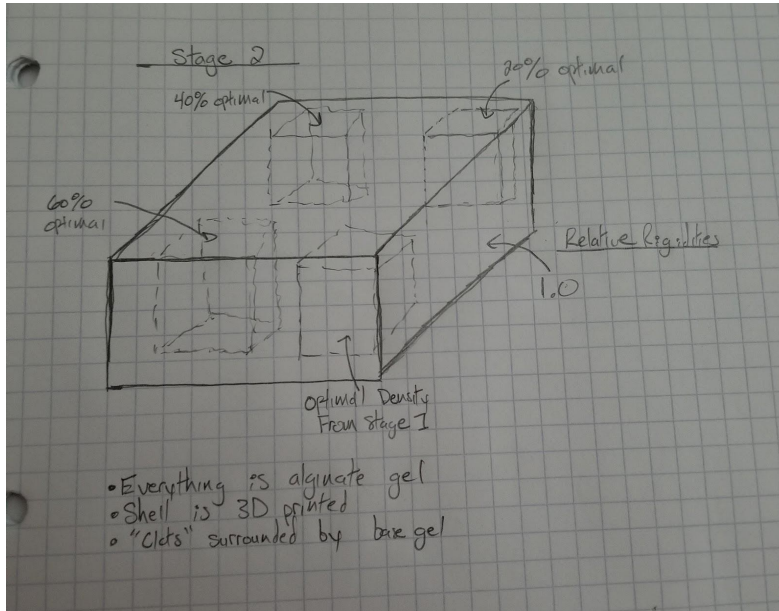 Stage 2
20% optimal
40% optimal
60%
optimal
Relative Rigidities
1.0
Optimal Density
From Stage 1
• Everything is alginate gel
• Shell is 3D printed
• "Clots" surrounded by base gel